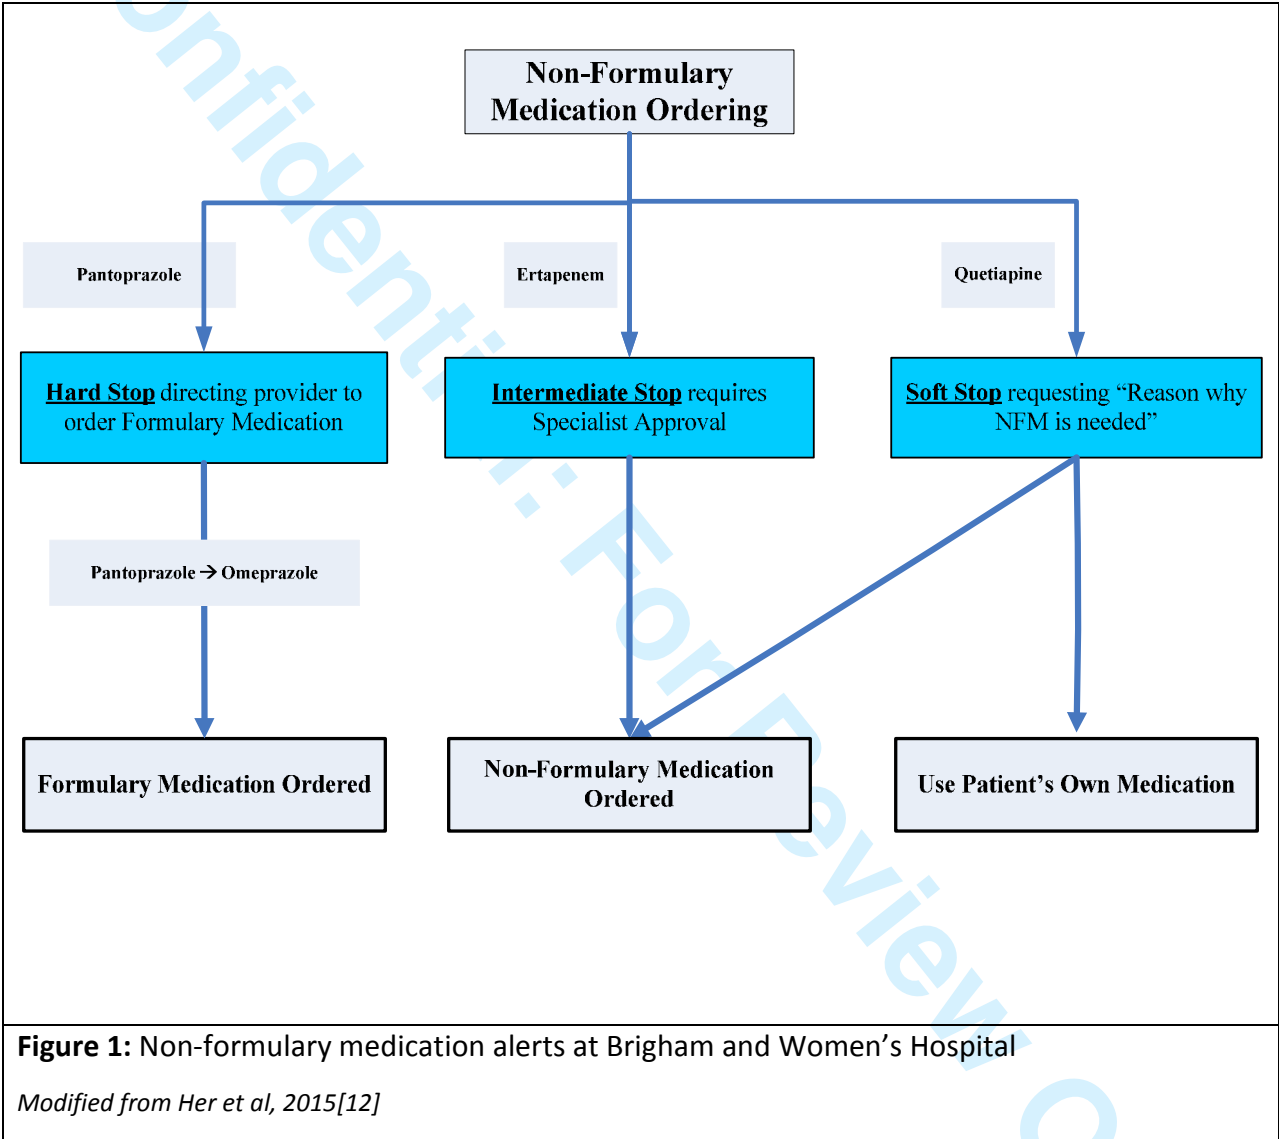 Non-Formulary
Medication Ordering
Pantoprazole
Ertapenem
Quetiapine
Hard Stop directing provider to
order Formulary Medication
Intermediate Stop requires
Specialist Approval
Soft Stop requesting “Reason why
NFM is needed”
Pantoprazole → Omeprazole
Formulary Medication Ordered
Non-Formulary Medication
Ordered
Use Patient’s Own Medication
Figure 1: Non-formulary medication alerts at Brigham and Women’s Hospital
Modified from Her et al, 2015[12]
onfidential: For Review O